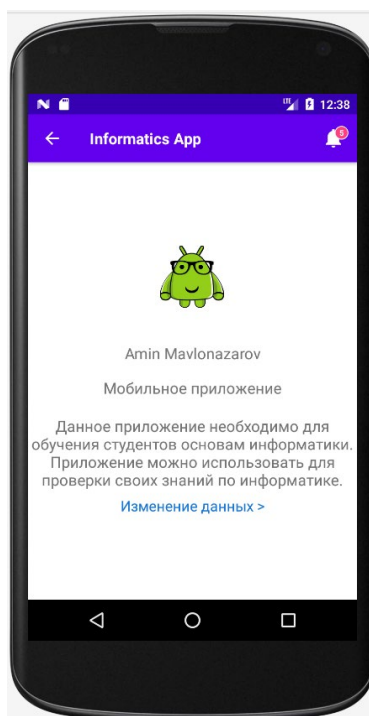 LTE 12:38
Informatics App 5
Amin Mavlonazarov
Мобильное приложение
Данное приложение необходимо для
обучения студентов основам информатики.
Приложение можно использовать для
проверки своих знаний по информатике.
Изменение данных >